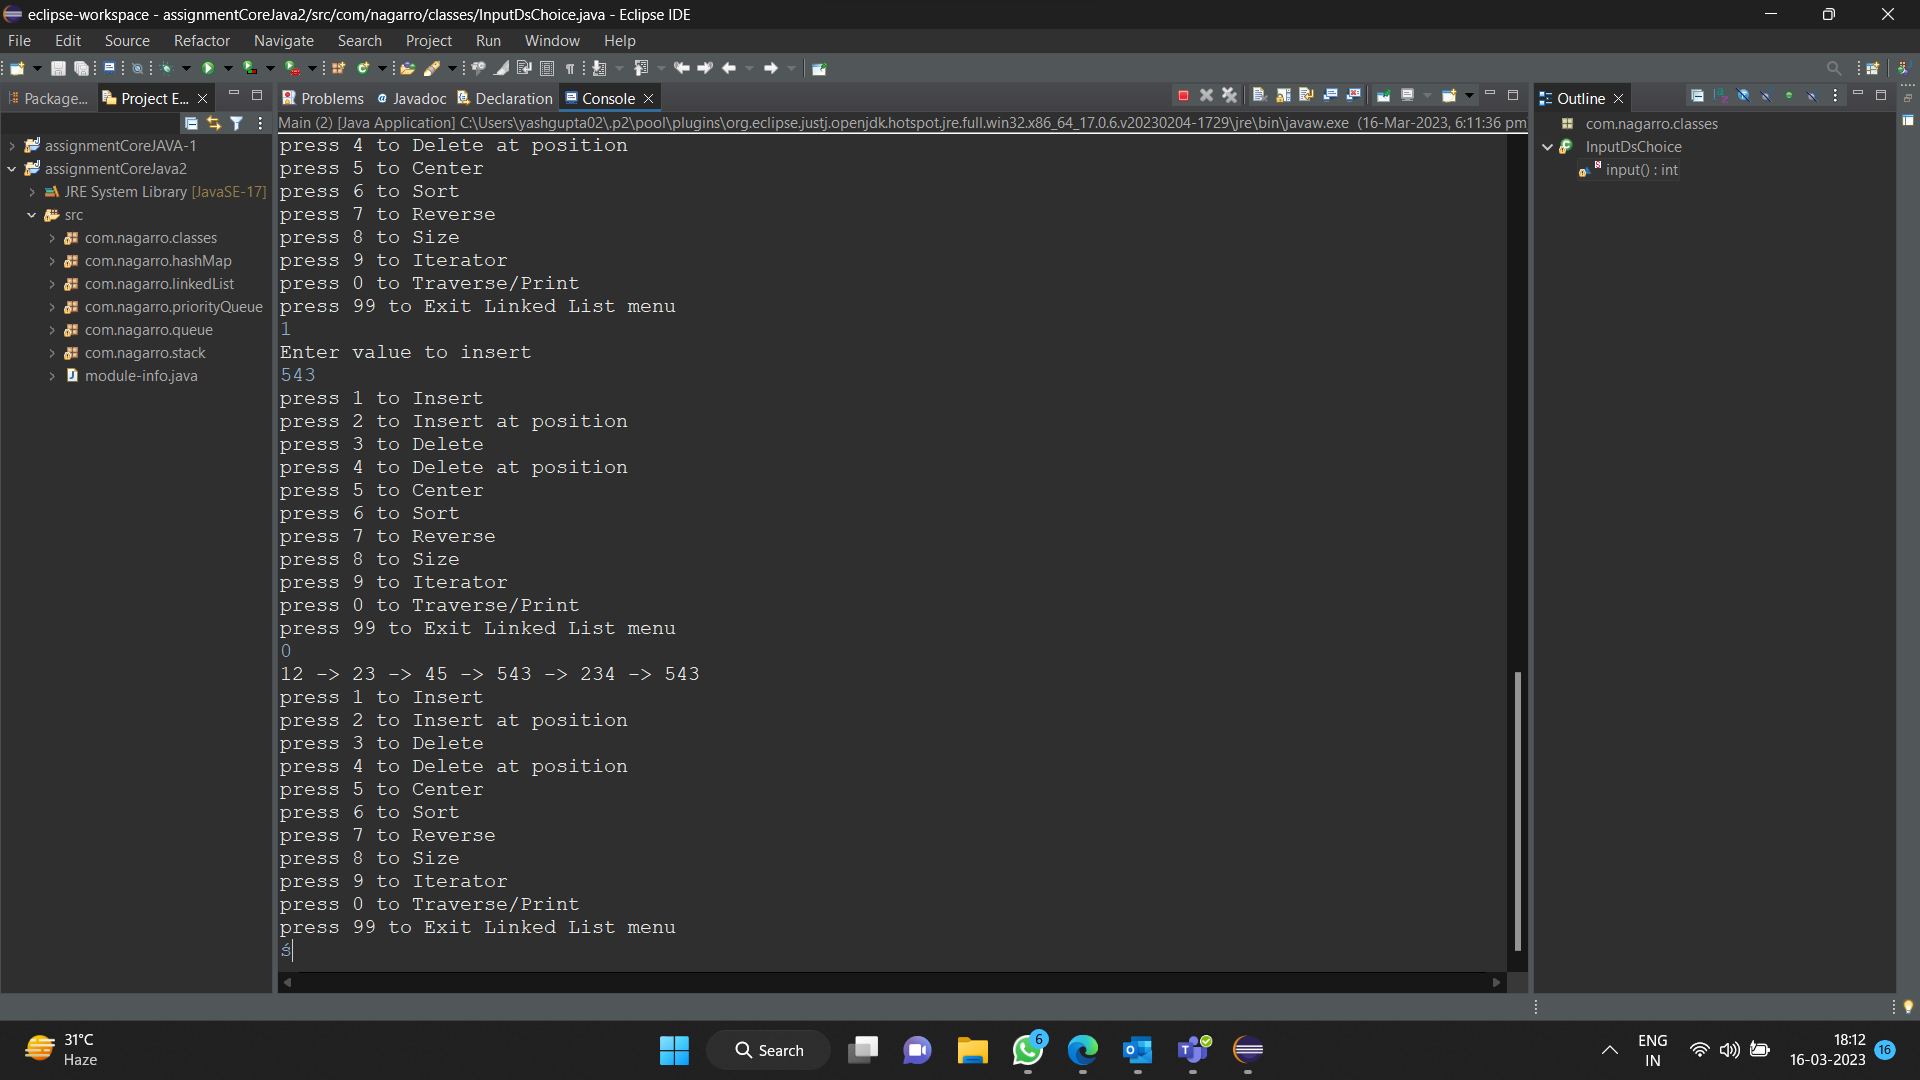 eclipse-workspace - assignmentCoreJava2/src/com/nagarro/classes/InputDsChoice.java - Eclipse IDE
File Edit Source Refactor Navigate Search Project Run Window Help
Package... Project E... Problems Javadoc Declaration Console Outline
Main (2) [Java Application] C:\Users\yashgupta02\.p2\pool\plugins\org.eclipse.justj.openjdk.hotspot.jre.full.win32.x86_64_17.0.6.v20230204-1729\jre\bin\javaw.exe (16-Mar-2023, 6:11:36 pm
assignmentCoreJAVA-1
assignmentCoreJava2
JRE System Library [JavaSE-17]
src
com.nagarro.classes
com.nagarro.hashMap
com.nagarro.linkedList
com.nagarro.priorityQueue
com.nagarro.queue
com.nagarro.stack
module-info.java
press 4 to Delete at position
press 5 to Center
press 6 to Sort
press 7 to Reverse
press 8 to Size
press 9 to Iterator
press 0 to Traverse/Print
press 99 to Exit Linked List menu
1
Enter value to insert
543
press 1 to Insert
press 2 to Insert at position
press 3 to Delete
press 4 to Delete at position
press 5 to Center
press 6 to Sort
press 7 to Reverse
press 8 to Size
press 9 to Iterator
press 0 to Traverse/Print
press 99 to Exit Linked List menu
0
12 -> 23 -> 45 -> 543 -> 234 -> 543
press 1 to Insert
press 2 to Insert at position
press 3 to Delete
press 4 to Delete at position
press 5 to Center
press 6 to Sort
press 7 to Reverse
press 8 to Size
press 9 to Iterator
press 0 to Traverse/Print
press 99 to Exit Linked List menu
ś
com.nagarro.classes
InputDsChoice
input() : int
31°C
Haze
Search
6
ENG
IN
18:12
16-03-2023
16